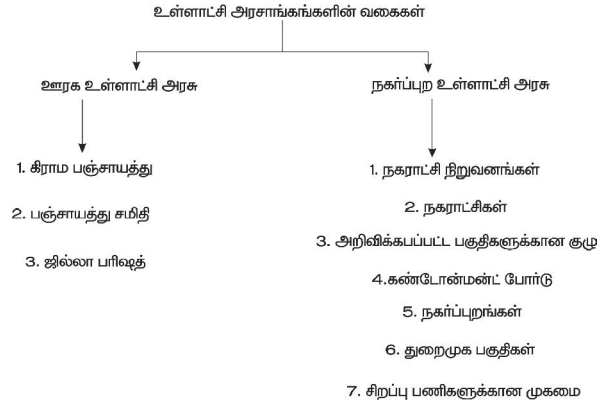 உள்ளாட்சி அரசாங்கங்களின் வகைகள்
ஊரக உள்ளாட்சி அரசு
நகர்ப்புற உள்ளாட்சி அரசு
1. கிராம பஞ்சாயத்து
2. பஞ்சாயத்து சமிதி
3. ஜில்லா பரிஷத்
1. நகராட்சி நிறுவனங்கள்
2. நகராட்சிகள்
3. அறிவிக்கபப்பட்ட பகுதிகளுக்கான குழு
4.கண்டோன்மன்ட் போர்டு
5. நகர்ப்புறங்கள்
6. துறைமுக பகுதிகள்
7. சிறப்பு பணிகளுக்கான முகமை